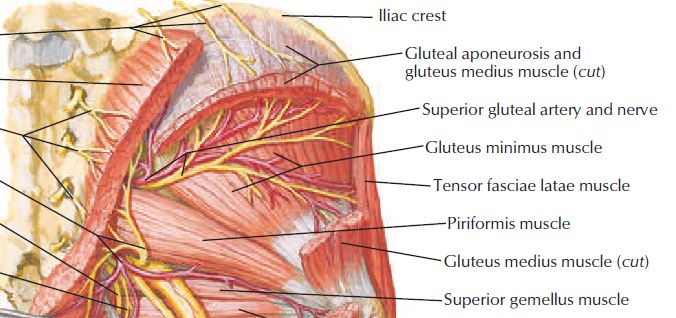 Iliac crest
Gluteal aponeurosis and
gluteus medius muscle (cut)
Superior gluteal artery and nerve
Gluteus minimus muscle
Tensor fasciae latae muscle
Piriformis muscle
Gluteus medius muscle (cut)
Superior gemellus muscle